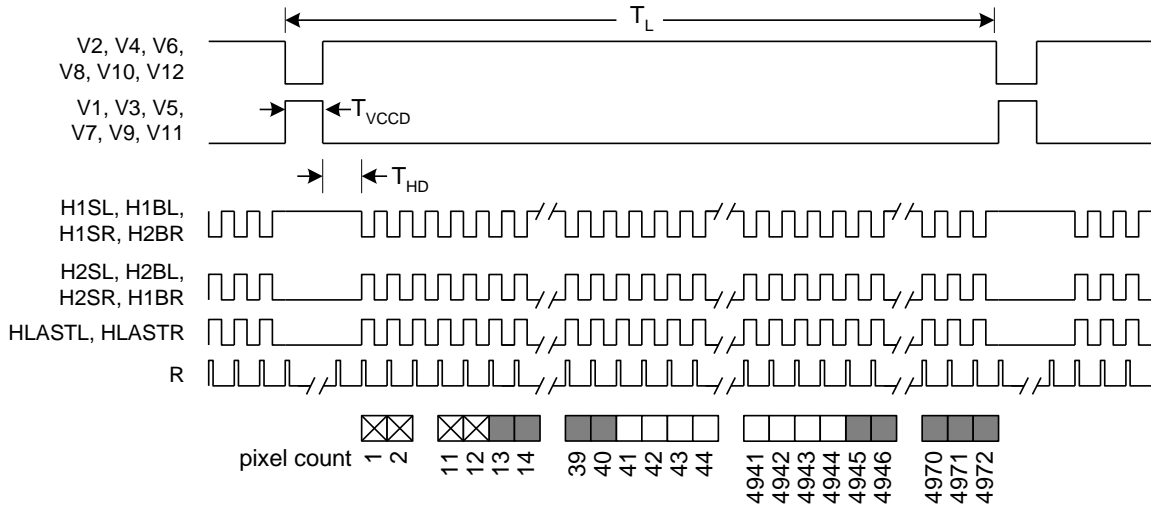 T_L
V2, V4, V6,
V8, V10, V12
V1, V3, V5,
V7, V9, V11
T_VCCD
T_HD
H1SL, H1BL,
H1SR, H2BR
H2SL, H2BL,
H2SR, H1BR
HLASTL, HLASTR
R
pixel count 1 2 11 12 13 14 39 40 41 42 43 44 4941 4942 4943 4944 4945 4946 4970 4971 4972